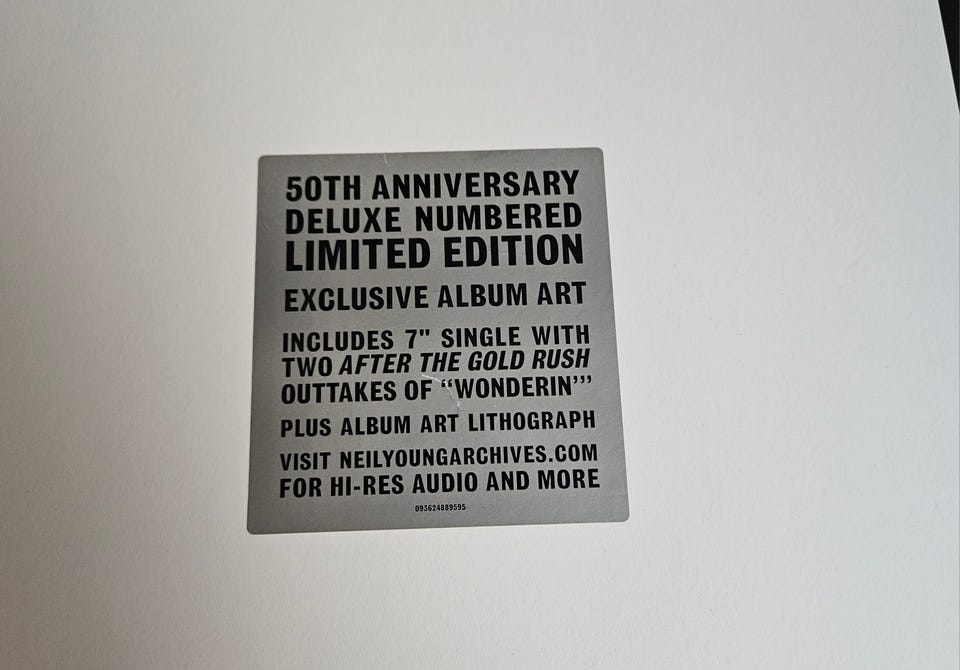 50TH ANNIVERSARY
DELUXE NUMBERED
LIMITED EDITION
EXCLUSIVE ALBUM ART
INCLUDES 7" SINGLE WITH
TWO AFTER THE GOLD RUSH
OUTTAKES OF “WONDERIN’”
PLUS ALBUM ART LITHOGRAPH
VISIT NEILYOUNGARCHIVES.COM
FOR HI-RES AUDIO AND MORE
093624889595